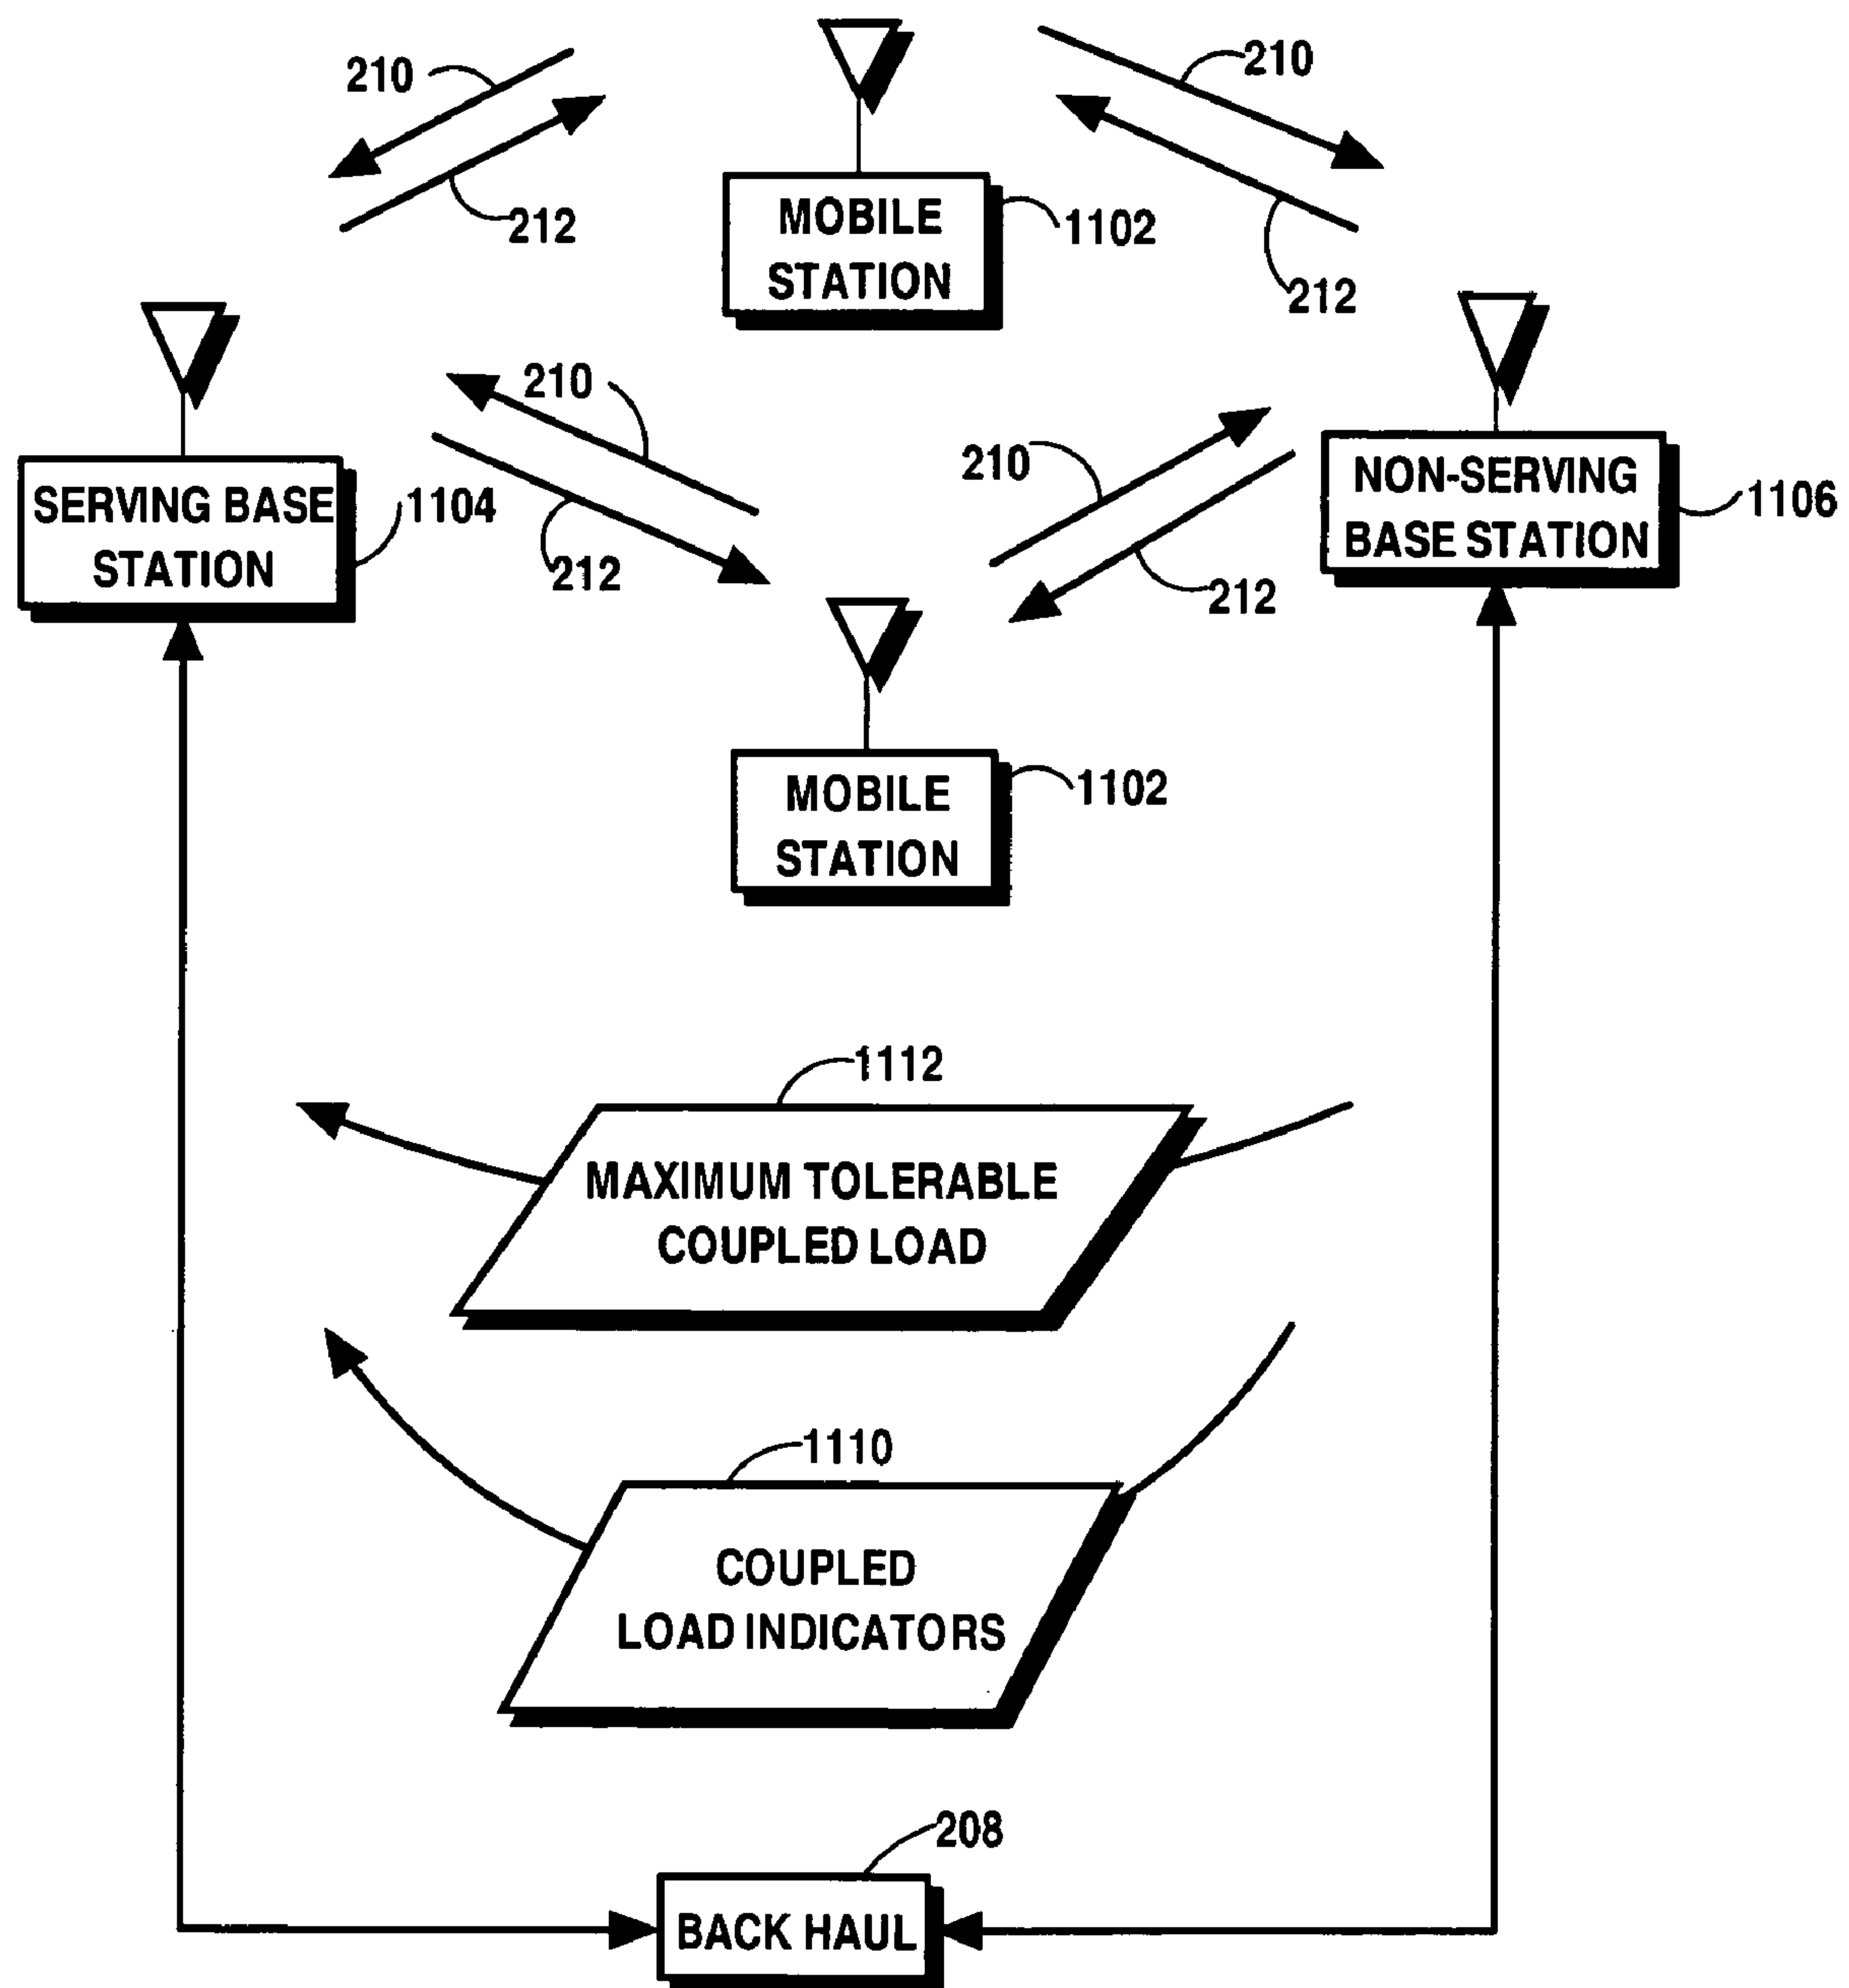 210
210
212
MOBILE
STATION
1102
212
210
210
SERVING BASE
STATION
1104
212
NON-SERVING
BASE STATION
1106
212
MOBILE
STATION
1102
1112
MAXIMUM TOLERABLE
COUPLED LOAD
1110
COUPLED
LOAD INDICATORS
208
BACK HAUL